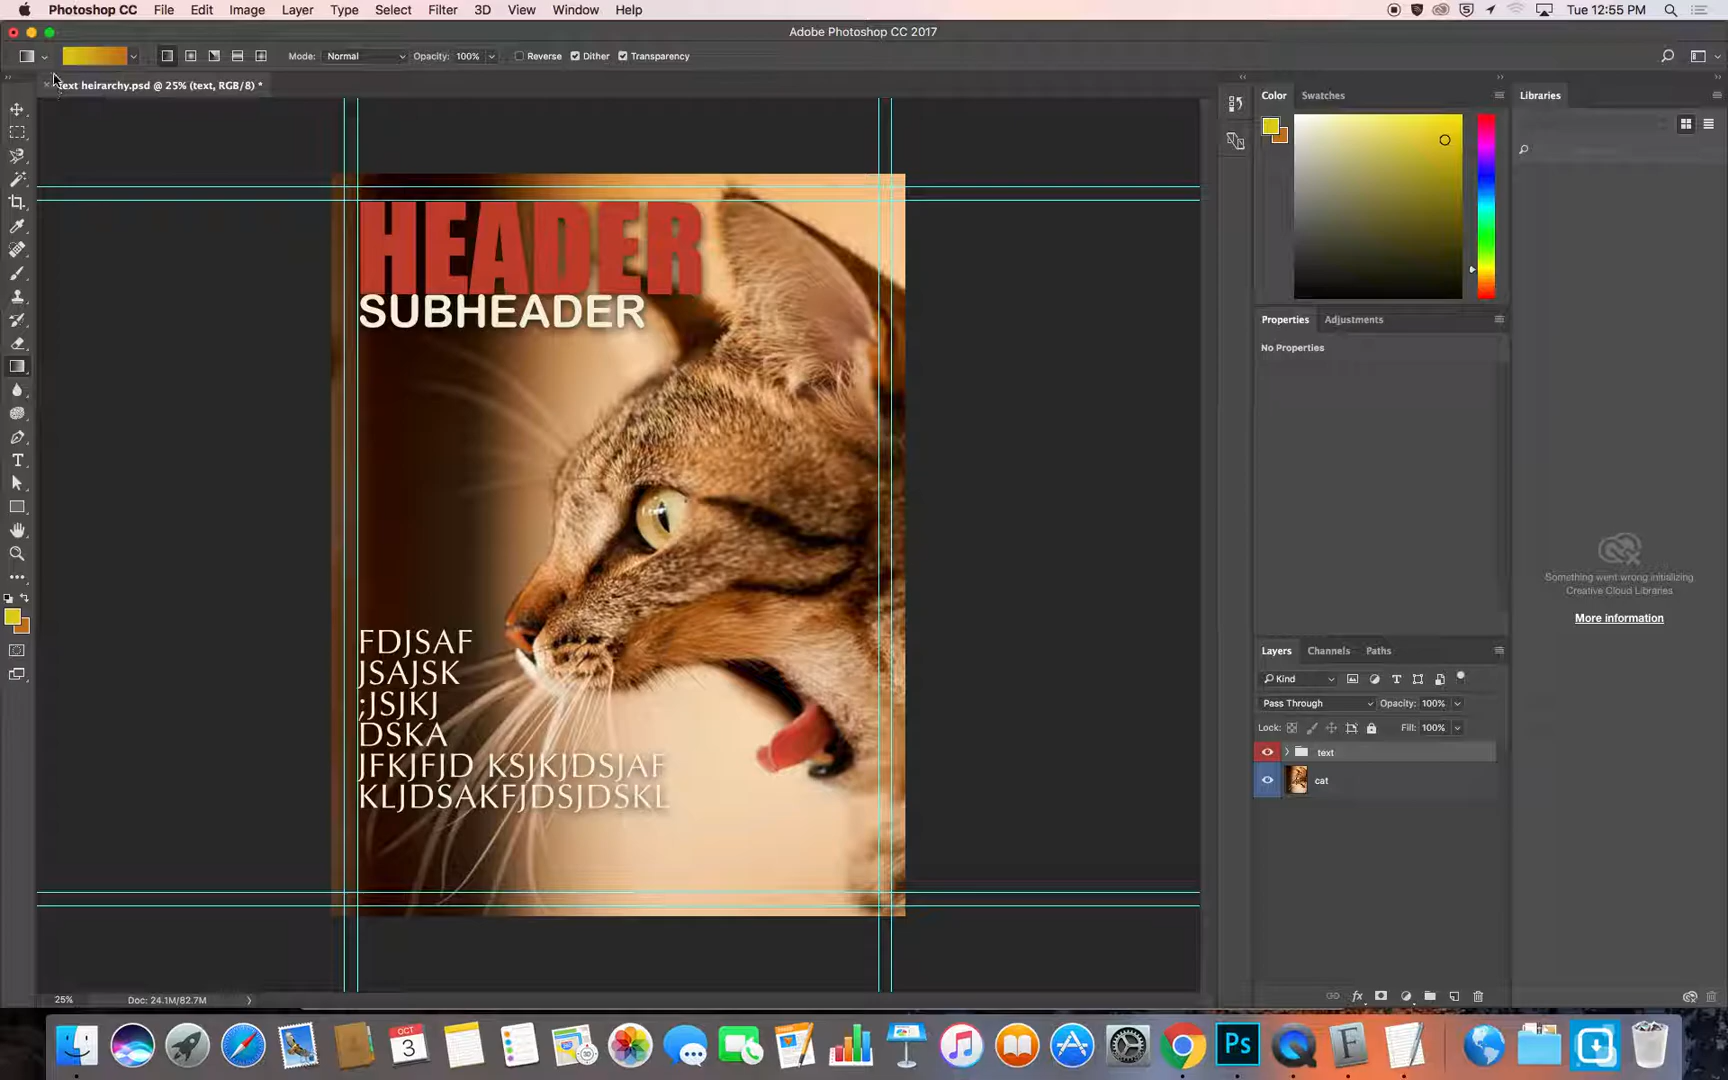 Photoshop CC File Edit Image Layer Type Select Filter 3D View Window Help
Tue 12:55 PM
Adobe Photoshop CC 2017
Mode: Normal Opacity: 100% Reverse Dither Transparency
text heirarchy.psd @ 25% (text, RGB/8) *
Color Swatches
Libraries
HEADER
SUBHEADER
Properties Adjustments
No Properties
Something went wrong initializing
Creative Cloud Libraries
More information
FDJSAF
JSAJSK
;JSJKJ
DSKA
JFKJFJD KSJKJDSJAF
KLJDSAKFJDSJDSKL
Layers Channels Paths
Kind
Pass Through Opacity: 100%
Lock: Fill: 100%
text
cat
fx
25% Doc: 24.1M/82.7M
OCT
3
Ps